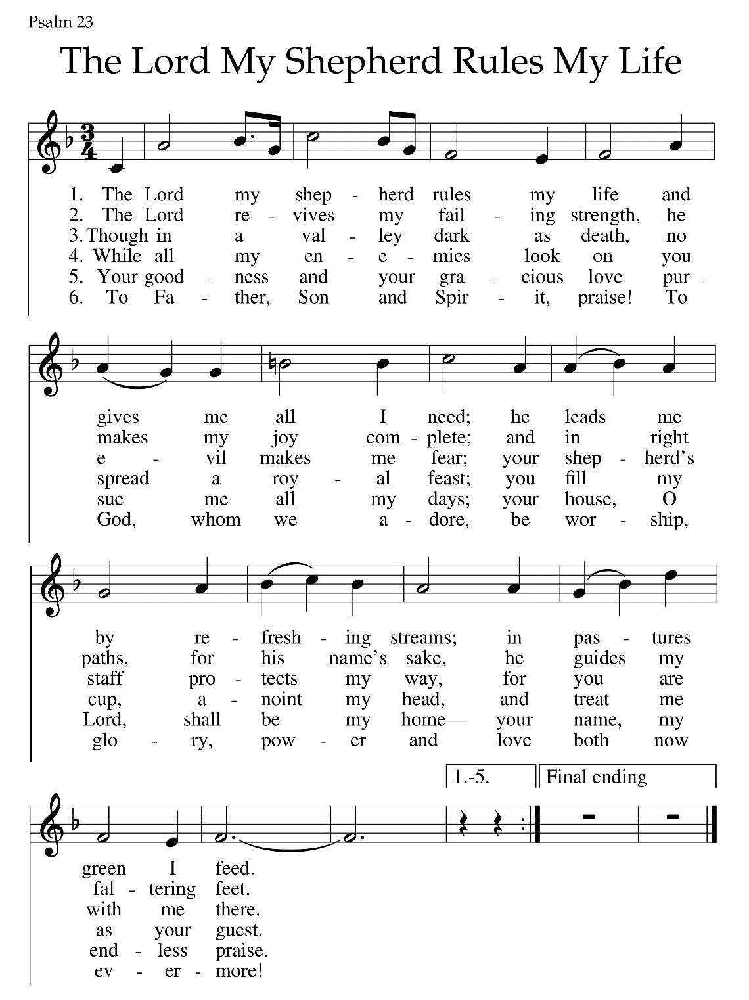 Psalm 23
The Lord My Shepherd Rules My Life
3
4
1. The Lord my shep - herd rules my life and
2. The Lord re - vives my fail - ing strength, he
3. Though in a val - ley dark as death, no
4. While all my en - e - mies look on you
5. Your good - ness and your gra - cious love pur -
6. To Fa - ther, Son and Spir - it, praise! To
gives me all I need; he leads me
makes my joy com - plete; and in right
e - vil makes me fear; your shep - herd's
spread a roy - al feast; you fill my
sue me all my days; your house, O
God, whom we a - dore, be wor - ship,
by re - fresh - ing streams; in pas - tures
paths, for his name's sake, he guides my
staff pro - tects my way, for you are
cup, a - noint my head, and treat me
Lord, shall be my home— your name, my
glo - ry, pow - er and love both now
1.-5. Final ending
green I feed.
fal - tering feet.
with me there.
as your guest.
end - less praise.
ev - er - more!